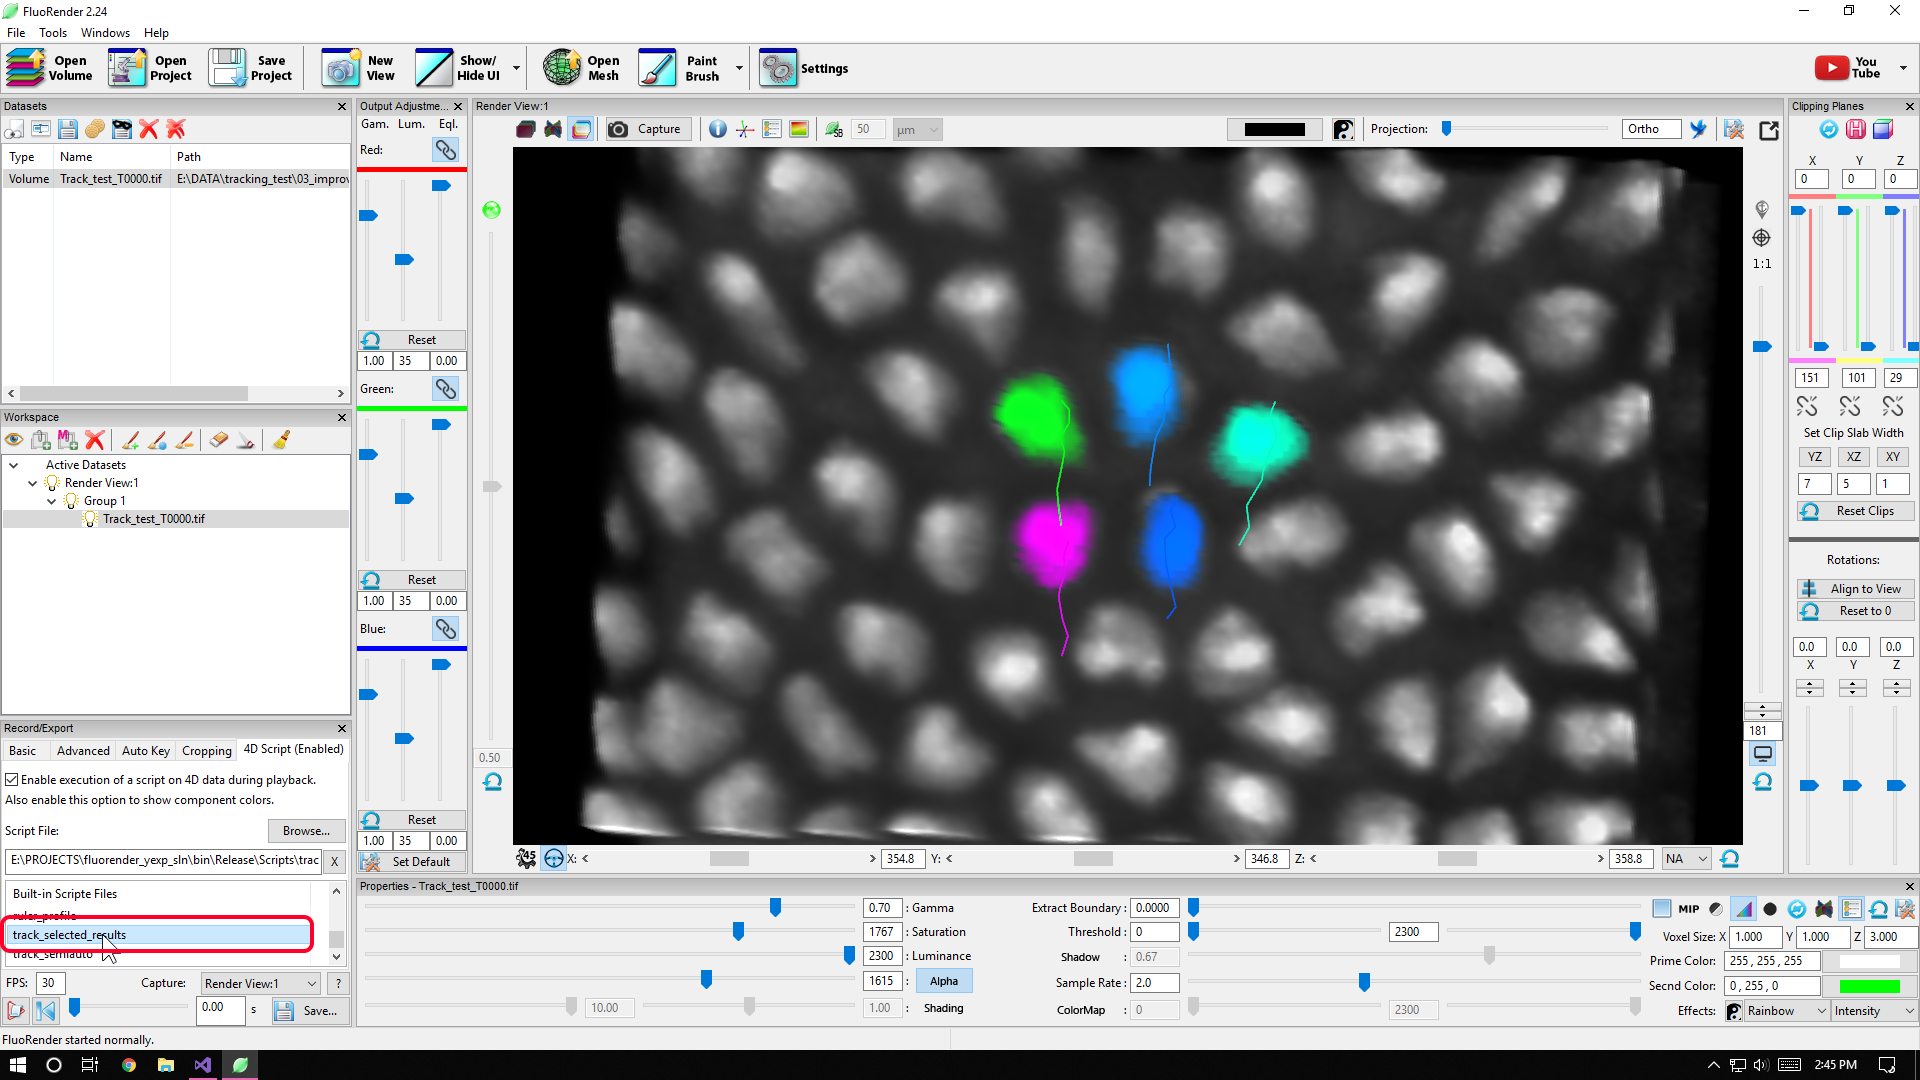 FluoRender 2.24
File Tools Windows Help
Open Volume
Open Project
Save Project
New View
Show/ Hide UI
Open Mesh
Paint Brush
Settings
You Tube
Datasets
Type Name Path
Volume Track_test_T0000.tif E:\DATA\tracking_test\03_improv
Workspace
Active Datasets
Render View:1
Group 1
Track_test_T0000.tif
Record/Export
Basic Advanced Auto Key Cropping 4D Script (Enabled)
Enable execution of a script on 4D data during playback.
Also enable this option to show component colors.
Script File: Browse...
E:\PROJECTS\fluorender_yexp_sln\bin\Release\Scripts\trac X
Built-in Scripte Files
ruler_profile
track_selected_results
track_semiauto
FPS: 30 Capture: Render View:1 ?
0.00 s Save...
FluoRender started normally.
Output Adjustme...
Gam. Lum. Eql.
Red:
Reset
1.00 35 0.00
Green:
Reset
1.00 35 0.00
Blue:
Reset
1.00 35 0.00
Set Default
Render View:1
Capture SB 50 µm Projection: Ortho
0.50
1:1
181
45 X: < > 354.8 Y: < > 346.8 Z: < > 358.8 NA
Properties - Track_test_T0000.tif
0.70 : Gamma Extract Boundary : 0.0000 MIP
1767 : Saturation Threshold : 0 2300 Voxel Size: X 1.000 Y 1.000 Z 3.000
2300 : Luminance Shadow : 0.67 Prime Color: 255 , 255 , 255
1615 : Alpha Sample Rate : 2.0 Secnd Color: 0 , 255 , 0
10.00 1.00 : Shading ColorMap : 0 2300 Effects: Rainbow Intensity
Clipping Planes
X Y Z
0 0 0
151 101 29
Set Clip Slab Width
YZ XZ XY
7 5 1
Reset Clips
Rotations:
Align to View
Reset to 0
0.0 0.0 0.0
X Y Z
2:45 PM